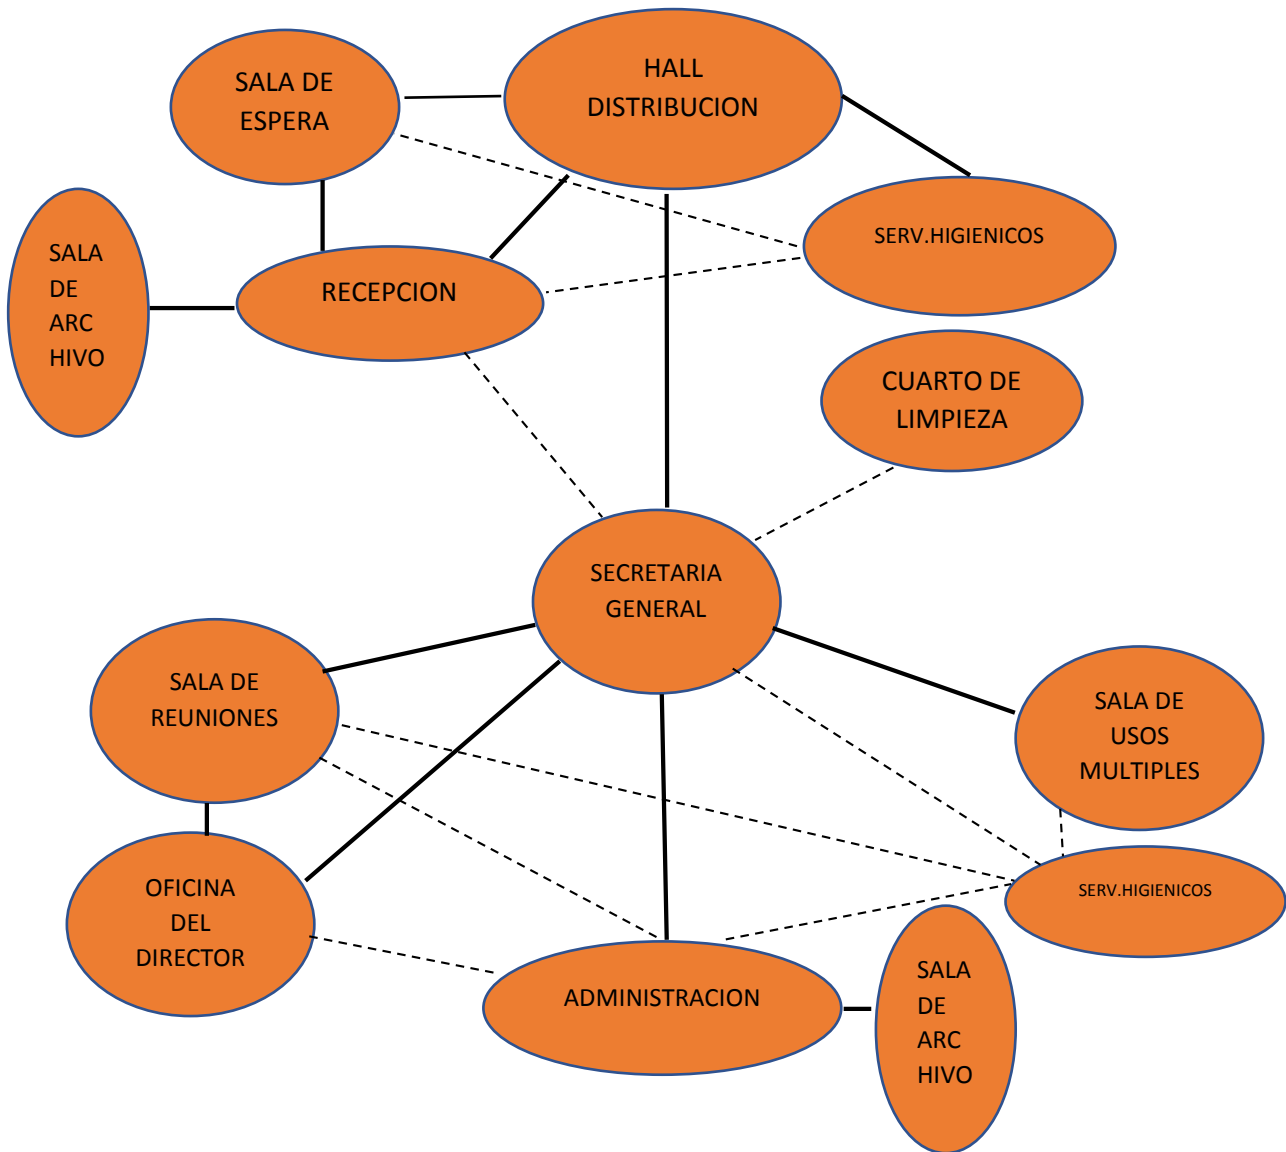 SALA DE
ESPERA
HALL
DISTRIBUCION
SERV.HIGIENICOS
SALA
DE
ARC
HIVO
RECEPCION
CUARTO DE
LIMPIEZA
SECRETARIA
GENERAL
SALA DE
REUNIONES
SALA DE
USOS
MULTIPLES
OFICINA
DEL
DIRECTOR
SERV.HIGIENICOS
ADMINISTRACION
SALA
DE
ARC
HIVO